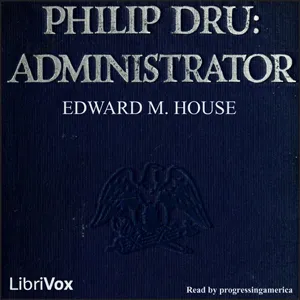 PHILIP DRU:
ADMINISTRATOR
EDWARD M. HOUSE
LibriVox
Read by progressingamerica